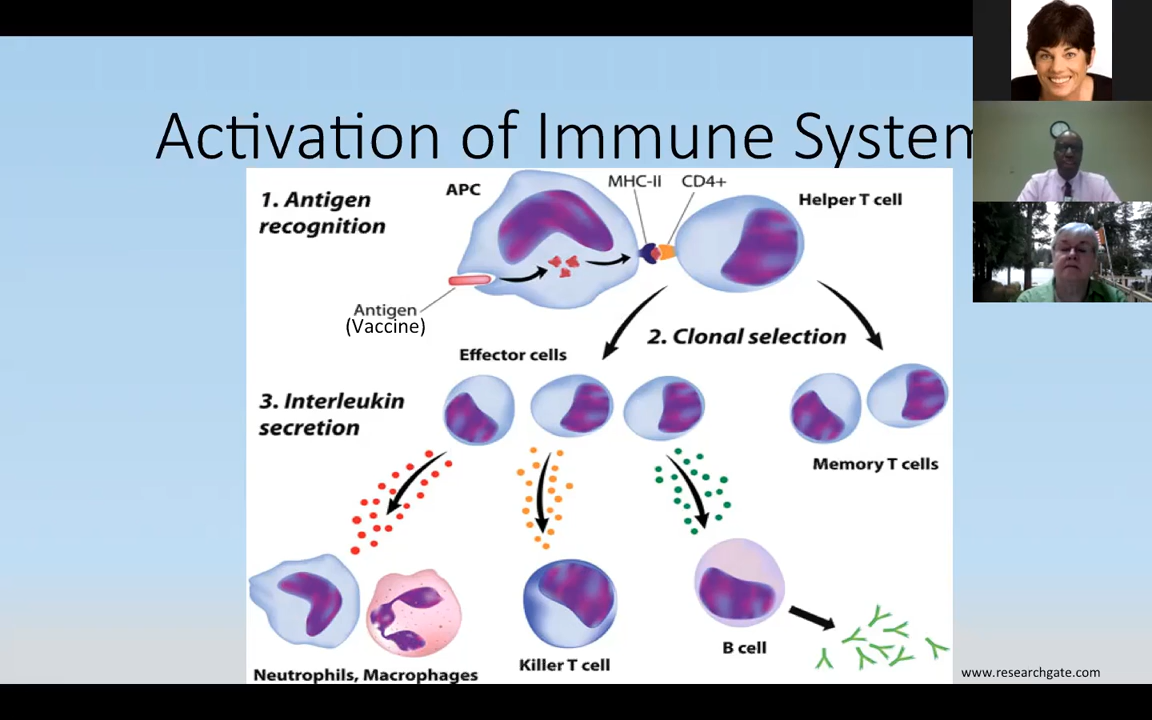 Activation of Immune System
1. Antigen
recognition
APC
MHC-II
CD4+
Helper T cell
Antigen
(Vaccine)
2. Clonal selection
Effector cells
3. Interleukin
secretion
Memory T cells
Neutrophils, Macrophages
Killer T cell
B cell
www.researchgate.com